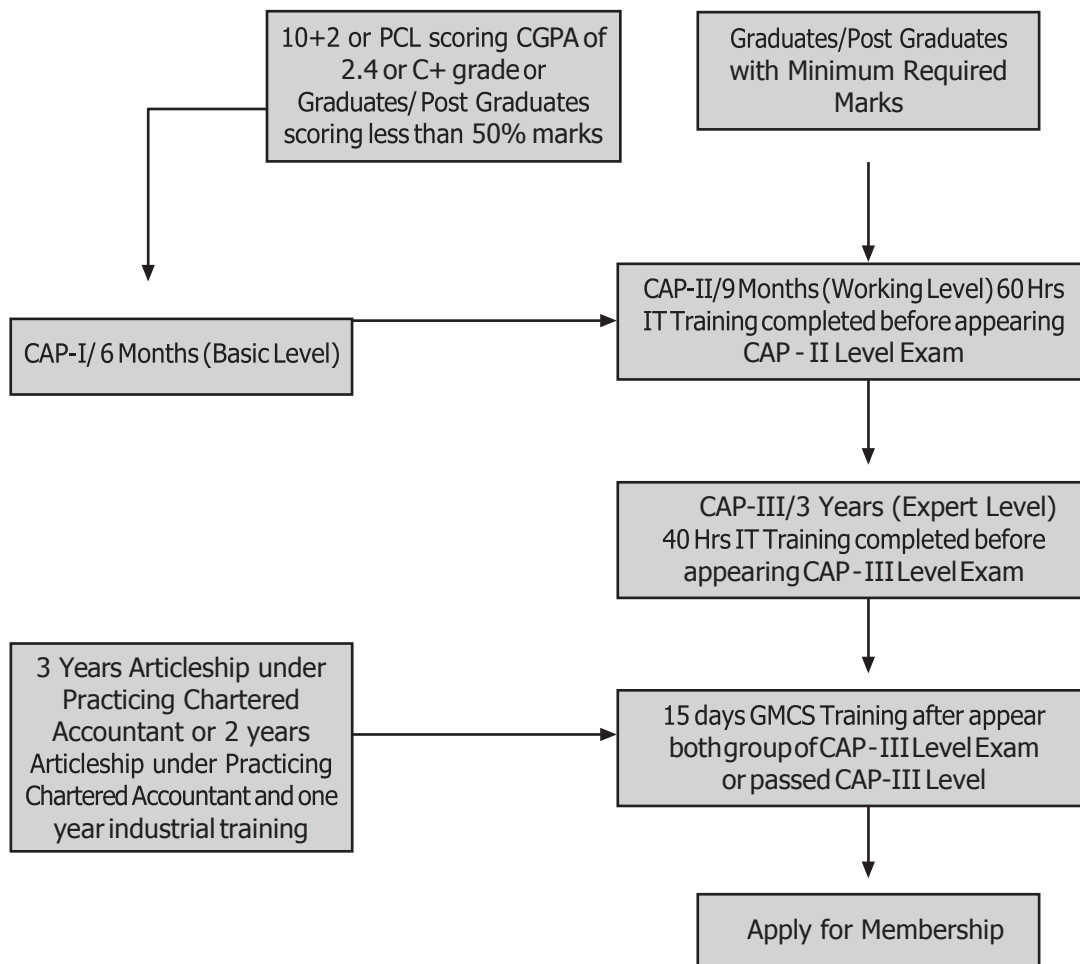 10+2 or PCL scoring CGPA of
2.4 or C+ grade or
Graduates/ Post Graduates
scoring less than 50% marks
Graduates/Post Graduates
with Minimum Required
Marks
CAP-I/ 6 Months (Basic Level)
CAP-II/9 Months (Working Level) 60 Hrs
IT Training completed before appearing
CAP - II Level Exam
CAP-III/3 Years (Expert Level)
40 Hrs IT Training completed before
appearing CAP - III Level Exam
3 Years Articleship under
Practicing Chartered
Accountant or 2 years
Articleship under Practicing
Chartered Accountant and one
year industrial training
15 days GMCS Training after appear
both group of CAP-III Level Exam
or passed CAP-III Level
Apply for Membership